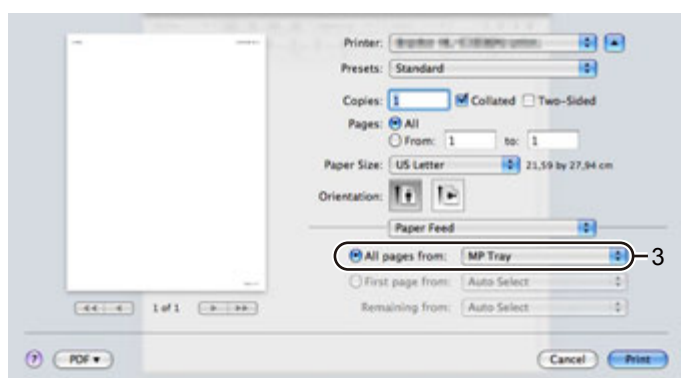 Printer:
Presets: Standard
Copies: 1 Collated Two-Sided
Pages: All
From: 1 to: 1
Paper Size: US Letter 21,59 by 27,94 cm
Orientation:
Paper Feed
All pages from: MP Tray 3
First page from: Auto Select
1 of 1 Remaining from: Auto Select
? PDF Cancel Print